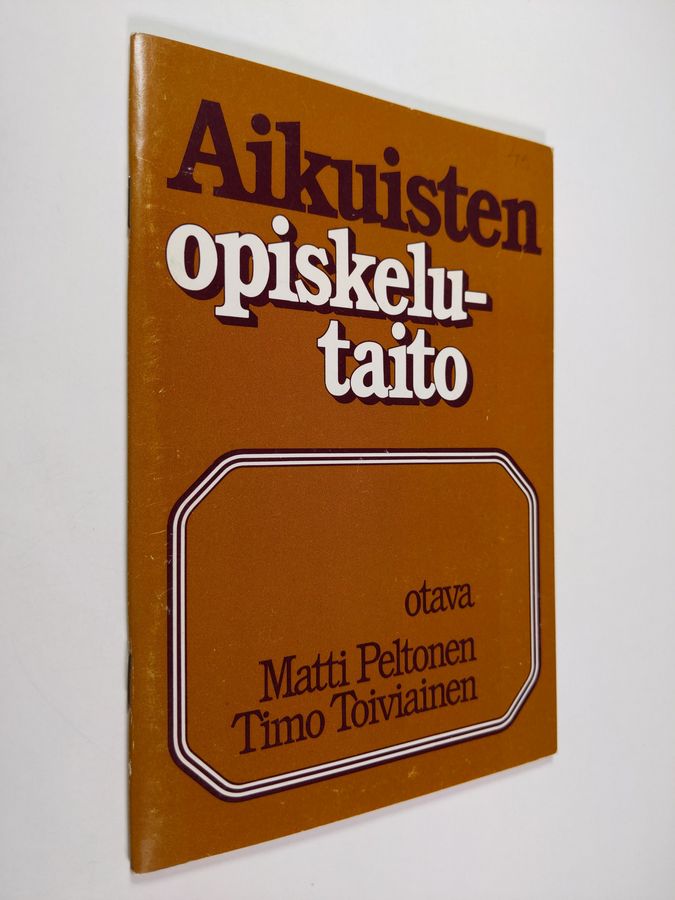 Aikuisten
opiskelu-
taito
otava
Matti Peltonen
Timo Toiviainen